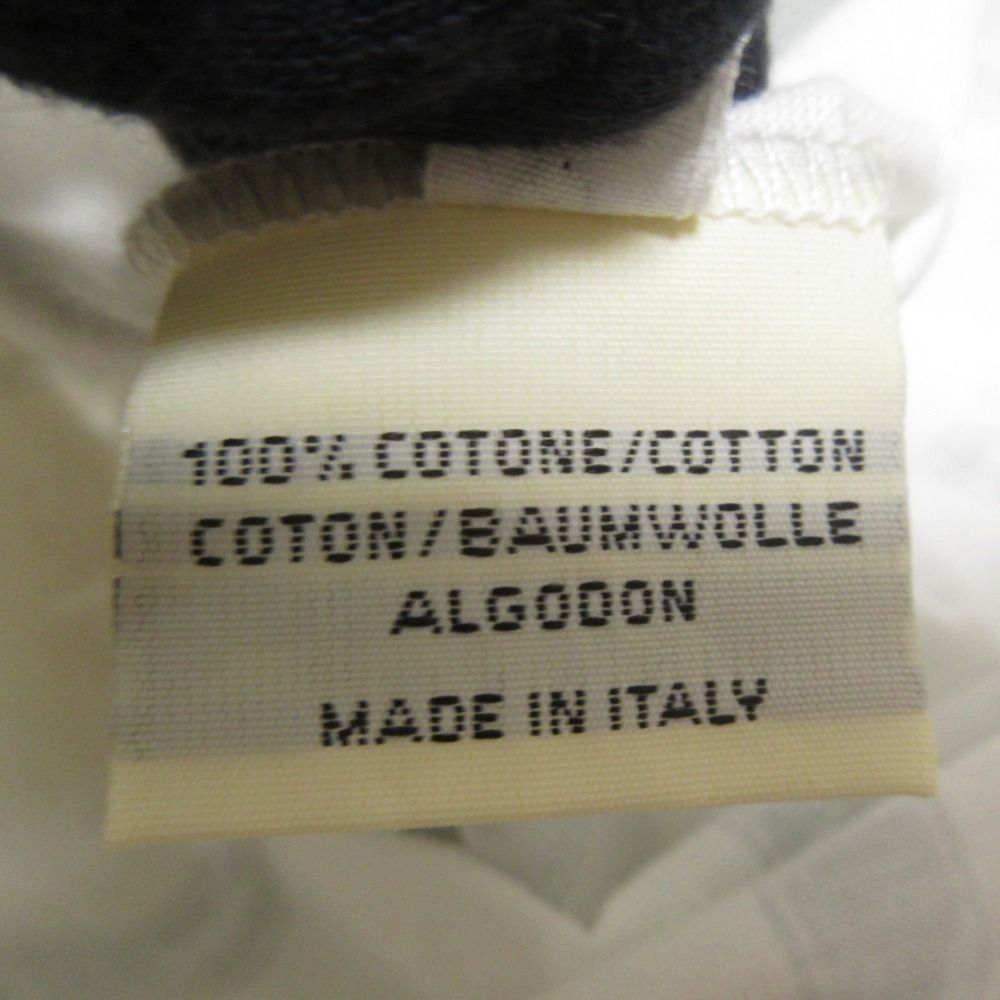 100% COTONE/COTTON
COTON/BAUMWOLLE
ALGODON
MADE IN ITALY